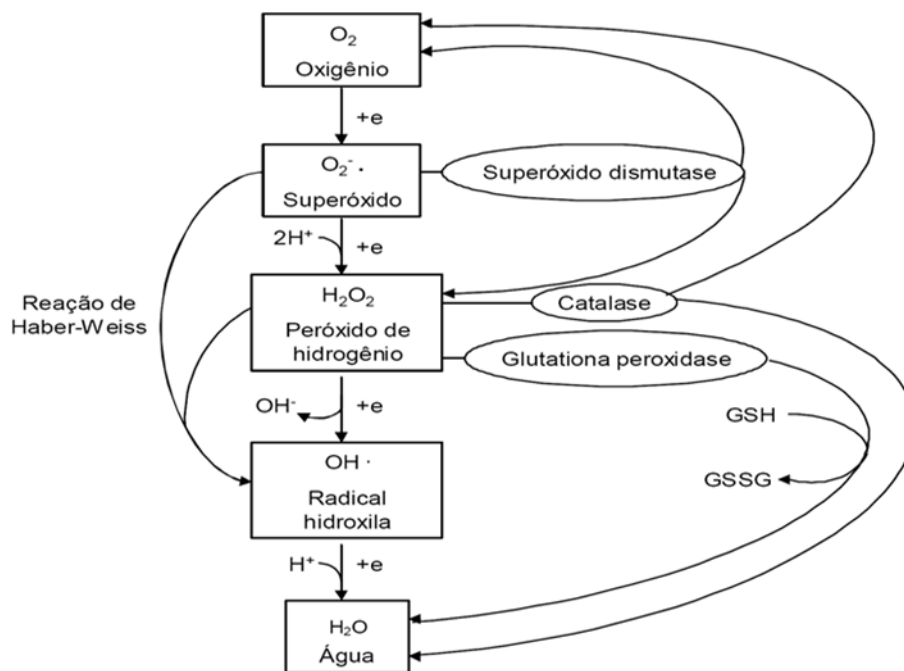 O₂
Oxigênio
+e
O₂⁻ ·
Superóxido
Superóxido dismutase
2H⁺
+e
Reação de
Haber-Weiss
H₂O₂
Peróxido de
hidrogênio
Catalase
Glutationa peroxidase
OH⁻
+e
GSH
GSSG
OH ·
Radical
hidroxila
H⁺
+e
H₂O
Água